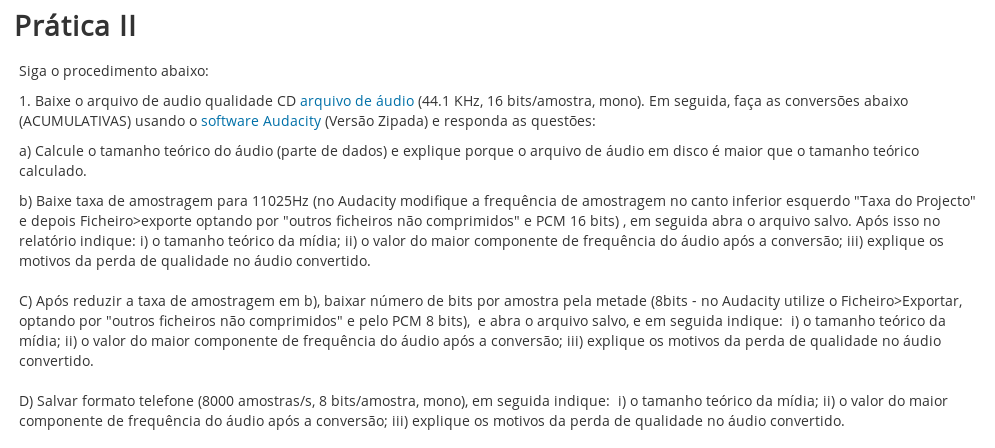 Prática II
Siga o procedimento abaixo:
1. Baixe o arquivo de audio qualidade CD arquivo de áudio (44.1 KHz, 16 bits/amostra, mono). Em seguida, faça as conversões abaixo
(ACUMULATIVAS) usando o software Audacity (Versão Zipada) e responda as questões:
a) Calcule o tamanho teórico do áudio (parte de dados) e explique porque o arquivo de áudio em disco é maior que o tamanho teórico
calculado.
b) Baixe taxa de amostragem para 11025Hz (no Audacity modifique a frequência de amostragem no canto inferior esquerdo "Taxa do Projecto"
e depois Ficheiro>exporte optando por "outros ficheiros não comprimidos" e PCM 16 bits) , em seguida abra o arquivo salvo. Após isso no
relatório indique: i) o tamanho teórico da mídia; ii) o valor do maior componente de frequência do áudio após a conversão; iii) explique os
motivos da perda de qualidade no áudio convertido.
C) Após reduzir a taxa de amostragem em b), baixar número de bits por amostra pela metade (8bits - no Audacity utilize o Ficheiro>Exportar,
optando por "outros ficheiros não comprimidos" e pelo PCM 8 bits),  e abra o arquivo salvo, e em seguida indique:  i) o tamanho teórico da
mídia; ii) o valor do maior componente de frequência do áudio após a conversão; iii) explique os motivos da perda de qualidade no áudio
convertido.
D) Salvar formato telefone (8000 amostras/s, 8 bits/amostra, mono), em seguida indique:  i) o tamanho teórico da mídia; ii) o valor do maior
componente de frequência do áudio após a conversão; iii) explique os motivos da perda de qualidade no áudio convertido.